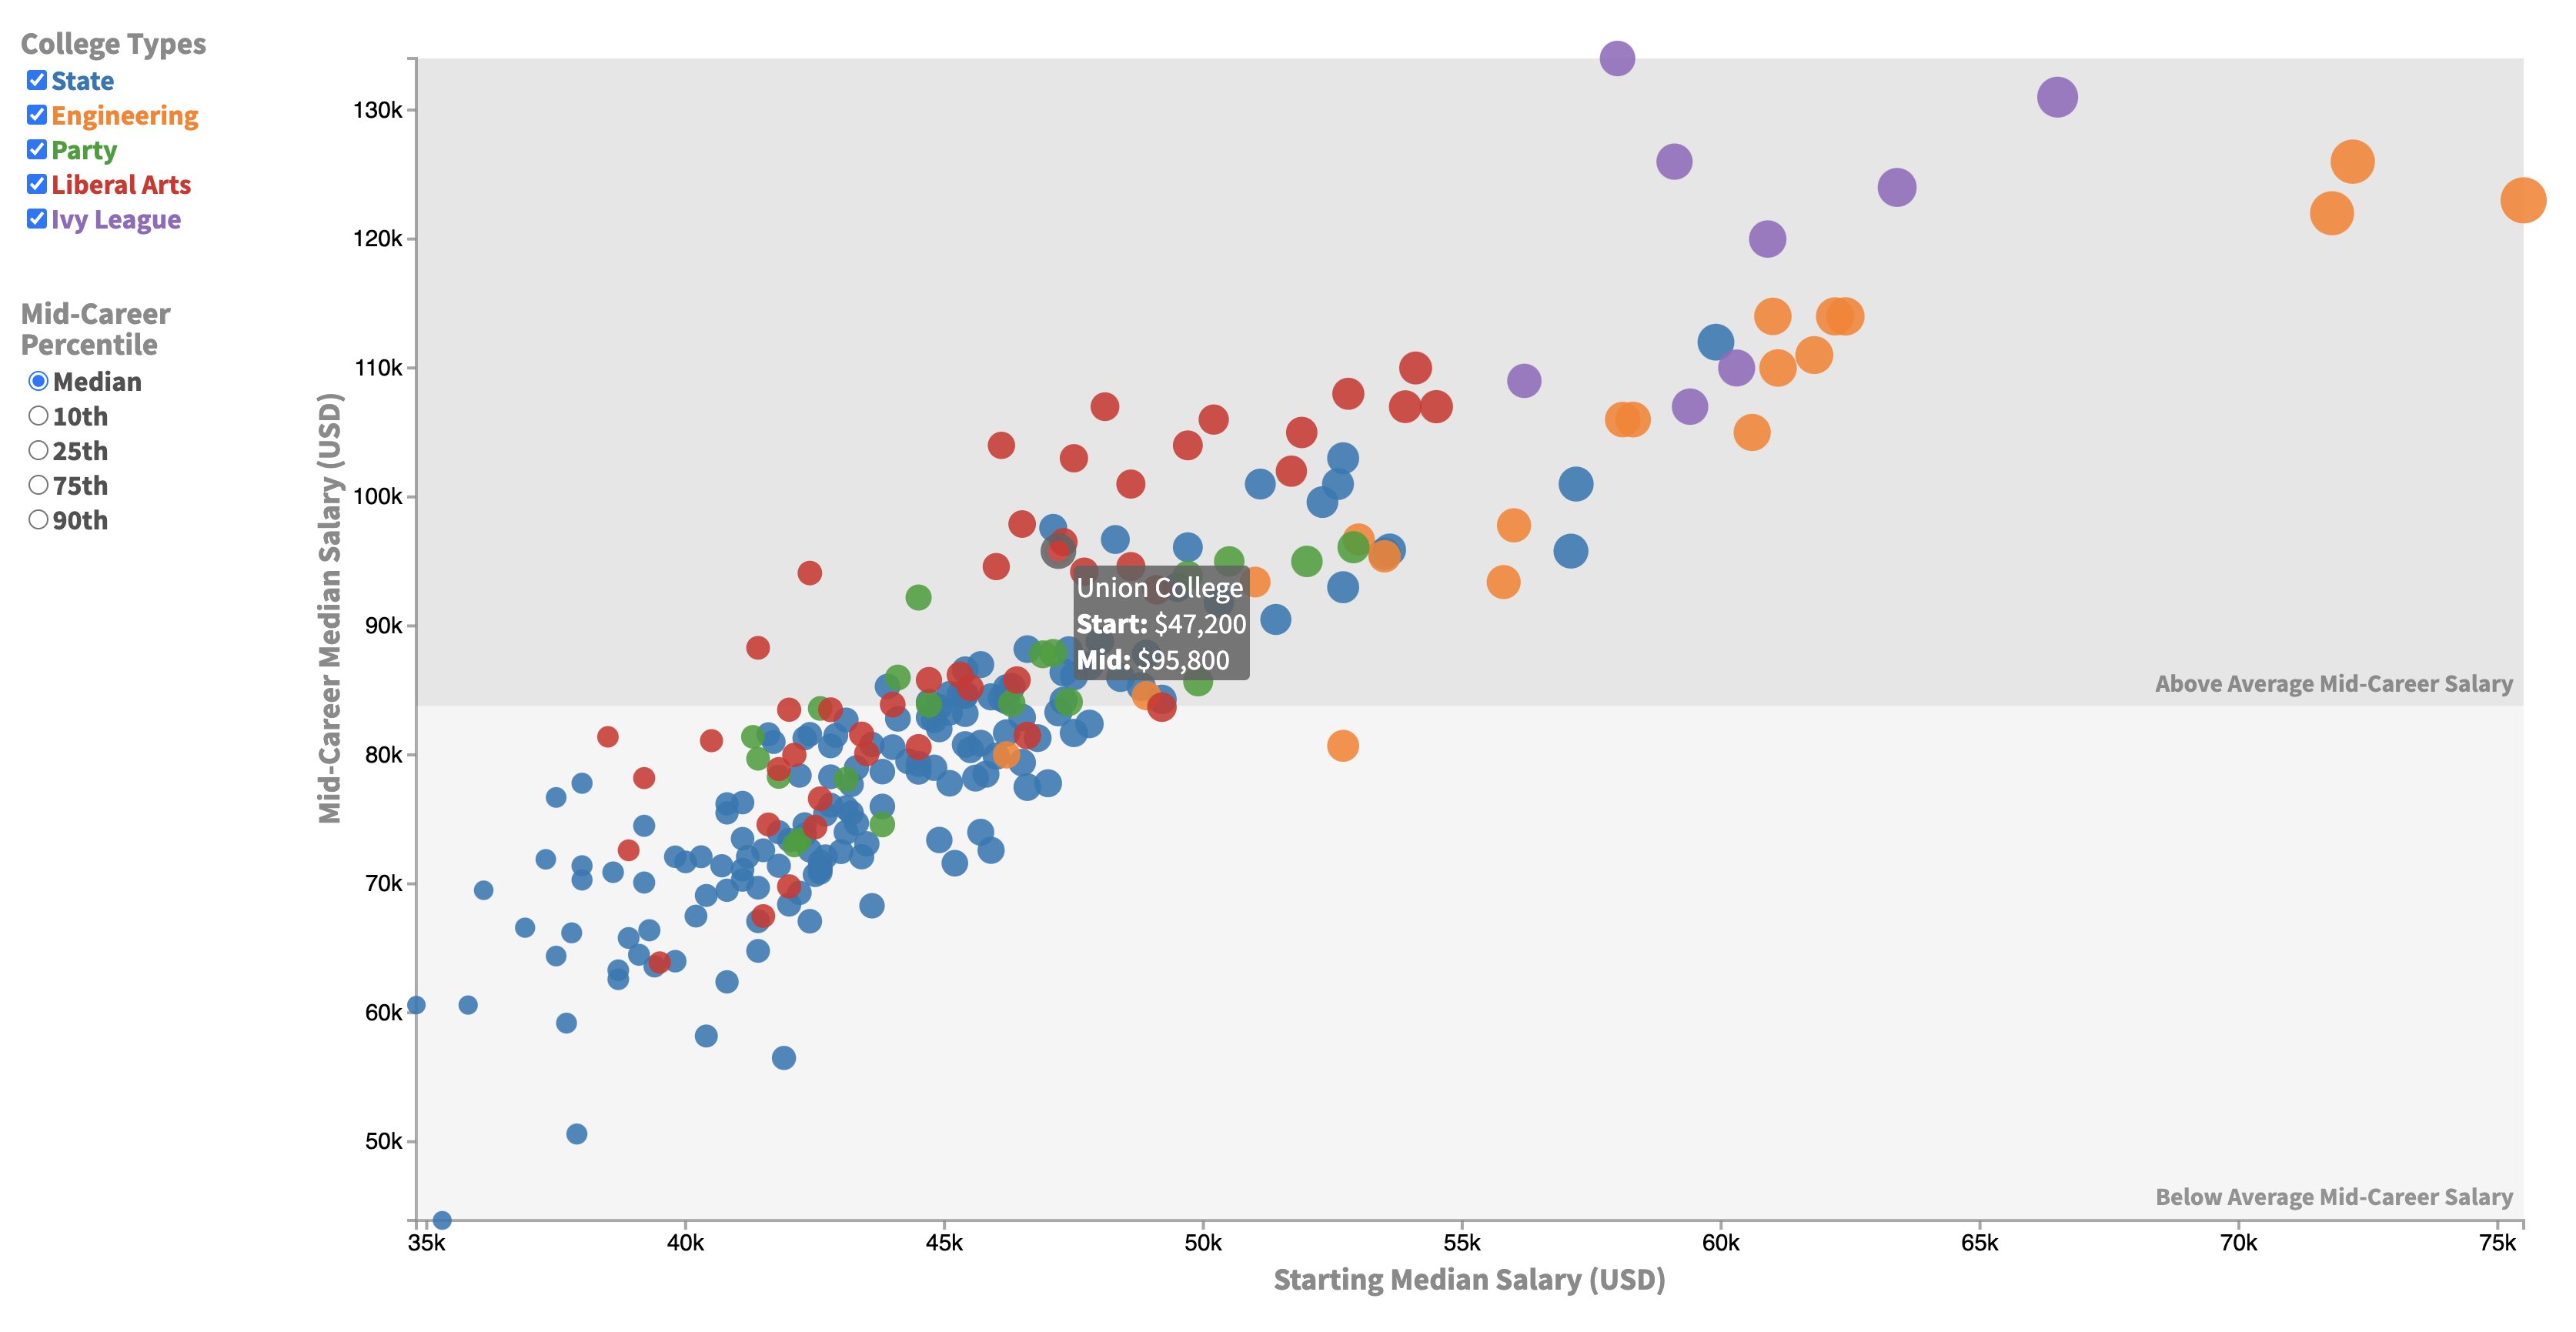 College Types
State
Engineering
Party
Liberal Arts
Ivy League
Mid-Career
Percentile
Median
10th
25th
75th
90th
Mid-Career Median Salary (USD)
130k
120k
110k
100k
90k
80k
70k
60k
50k
Union College
Start: $47,200
Mid: $95,800
Above Average Mid-Career Salary
Below Average Mid-Career Salary
35k
40k
45k
50k
55k
60k
65k
70k
75k
Starting Median Salary (USD)